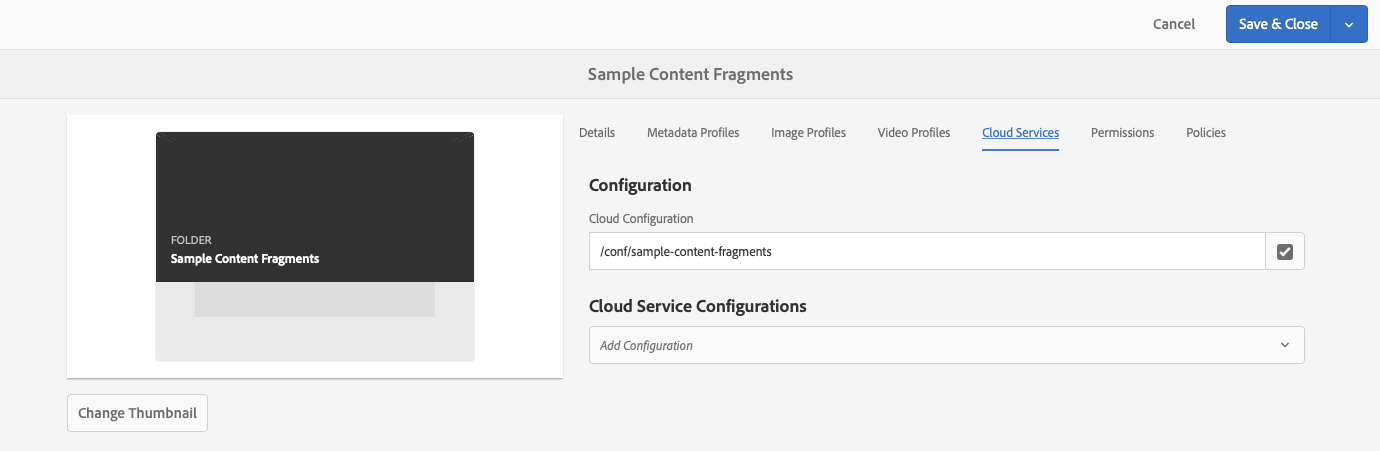 Cancel
Save & Close
Sample Content Fragments
FOLDER
Sample Content Fragments
Change Thumbnail
Details Metadata Profiles Image Profiles Video Profiles Cloud Services Permissions Policies
Configuration
Cloud Configuration
/conf/sample-content-fragments
Cloud Service Configurations
Add Configuration